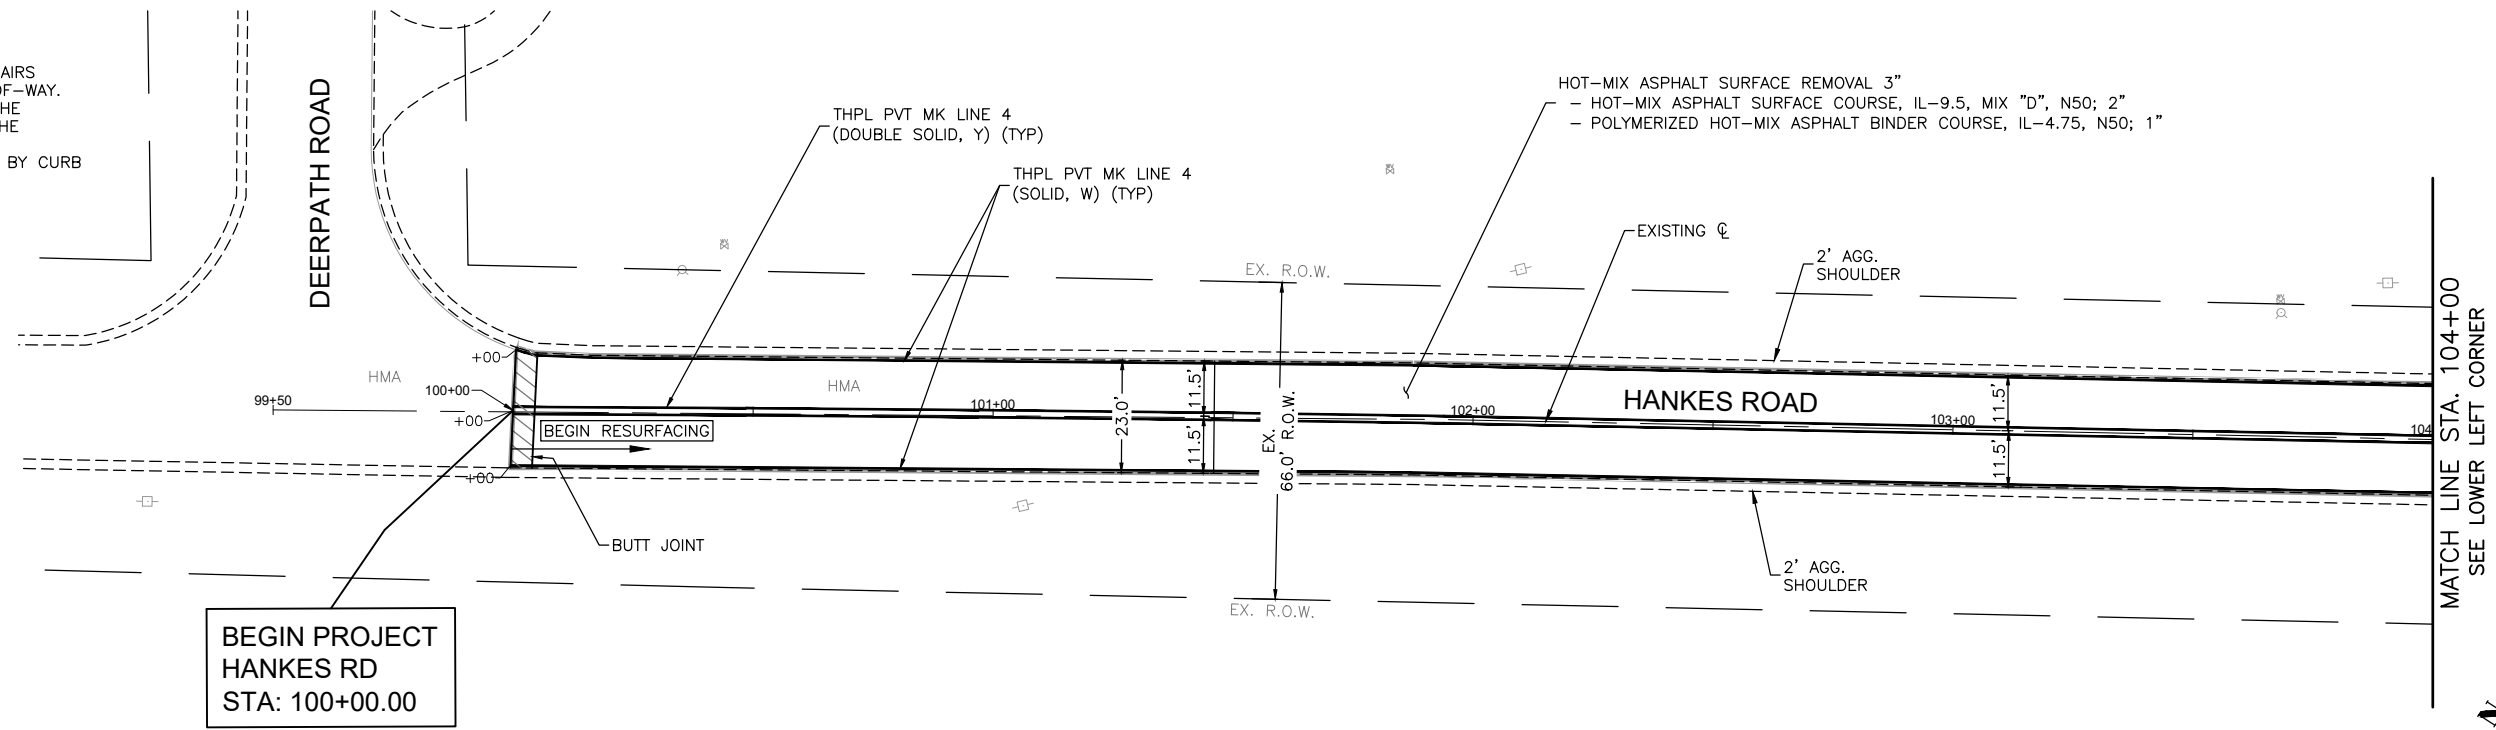 AIRS
OF-WAY.
HE
HE
BY CURB
DEERPATH ROAD
THPL PVT MK LINE 4
(DOUBLE SOLID, Y) (TYP)
THPL PVT MK LINE 4
(SOLID, W) (TYP)
HOT-MIX ASPHALT SURFACE REMOVAL 3"
- HOT-MIX ASPHALT SURFACE COURSE, IL-9.5, MIX "D", N50; 2"
- POLYMERIZED HOT-MIX ASPHALT BINDER COURSE, IL-4.75, N50; 1"
EXISTING ℄
2' AGG.
SHOULDER
EX. R.O.W.
+00
HMA
100+00
99+50
+00
+00
BEGIN RESURFACING
HMA
101+00
23.0'
11.5'
11.5'
EX.
66.0' R.O.W.
102+00
HANKES ROAD
103+00
11.5'
11.5'
104
MATCH LINE STA. 104+00
SEE LOWER LEFT CORNER
BUTT JOINT
2' AGG.
SHOULDER
EX. R.O.W.
BEGIN PROJECT
HANKES RD
STA: 100+00.00
N